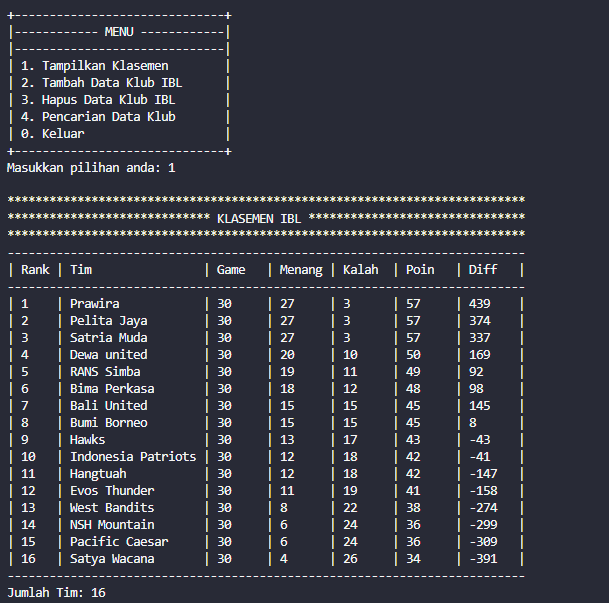 +------------------------------+
|------------ MENU ------------|
|------------------------------|
| 1. Tampilkan Klasemen        |
| 2. Tambah Data Klub IBL      |
| 3. Hapus Data Klub IBL       |
| 4. Pencarian Data Klub       |
| 0. Keluar                    |
+------------------------------+
Masukkan pilihan anda: 1
**************************************************************************
***************************** KLASEMEN IBL *******************************
**************************************************************************
--------------------------------------------------------------------------
| Rank | Tim                | Game   | Menang | Kalah  | Poin   | Diff   |
--------------------------------------------------------------------------
| 1    | Prawira            | 30     | 27     | 3      | 57     | 439    |
| 2    | Pelita Jaya        | 30     | 27     | 3      | 57     | 374    |
| 3    | Satria Muda        | 30     | 27     | 3      | 57     | 337    |
| 4    | Dewa united        | 30     | 20     | 10     | 50     | 169    |
| 5    | RANS Simba         | 30     | 19     | 11     | 49     | 92     |
| 6    | Bima Perkasa       | 30     | 18     | 12     | 48     | 98     |
| 7    | Bali United        | 30     | 15     | 15     | 45     | 145    |
| 8    | Bumi Borneo        | 30     | 15     | 15     | 45     | 8      |
| 9    | Hawks              | 30     | 13     | 17     | 43     | -43    |
| 10   | Indonesia Patriots | 30     | 12     | 18     | 42     | -41    |
| 11   | Hangtuah           | 30     | 12     | 18     | 42     | -147   |
| 12   | Evos Thunder       | 30     | 11     | 19     | 41     | -158   |
| 13   | West Bandits       | 30     | 8      | 22     | 38     | -274   |
| 14   | NSH Mountain       | 30     | 6      | 24     | 36     | -299   |
| 15   | Pacific Caesar     | 30     | 6      | 24     | 36     | -309   |
| 16   | Satya Wacana       | 30     | 4      | 26     | 34     | -391   |
--------------------------------------------------------------------------
Jumlah Tim: 16